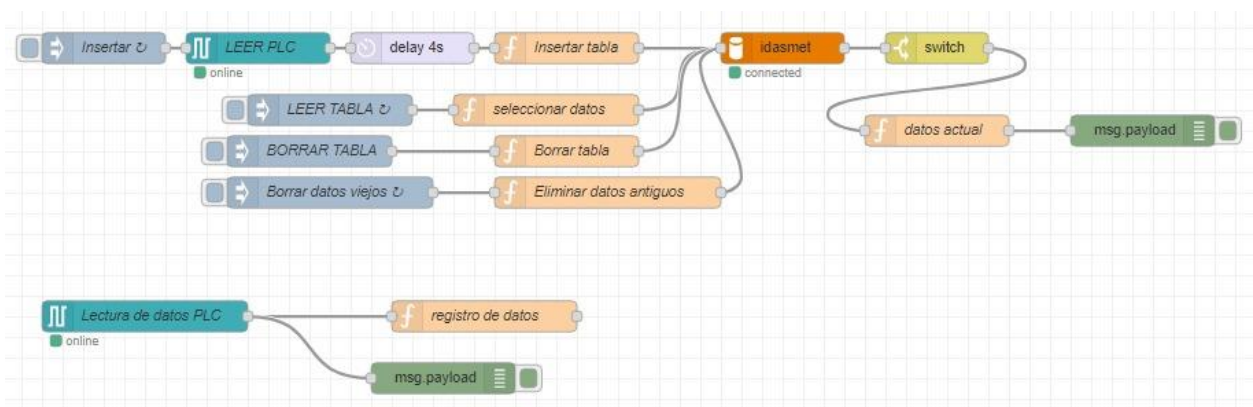 Insertar ↻
LEER PLC
delay 4s
Insertar tabla
idasmet
switch
online
connected
LEER TABLA ↻
seleccionar datos
datos actual
msg.payload
BORRAR TABLA
Borrar tabla
Borrar datos viejos ↻
Eliminar datos antiguos
Lectura de datos PLC
registro de datos
online
msg.payload